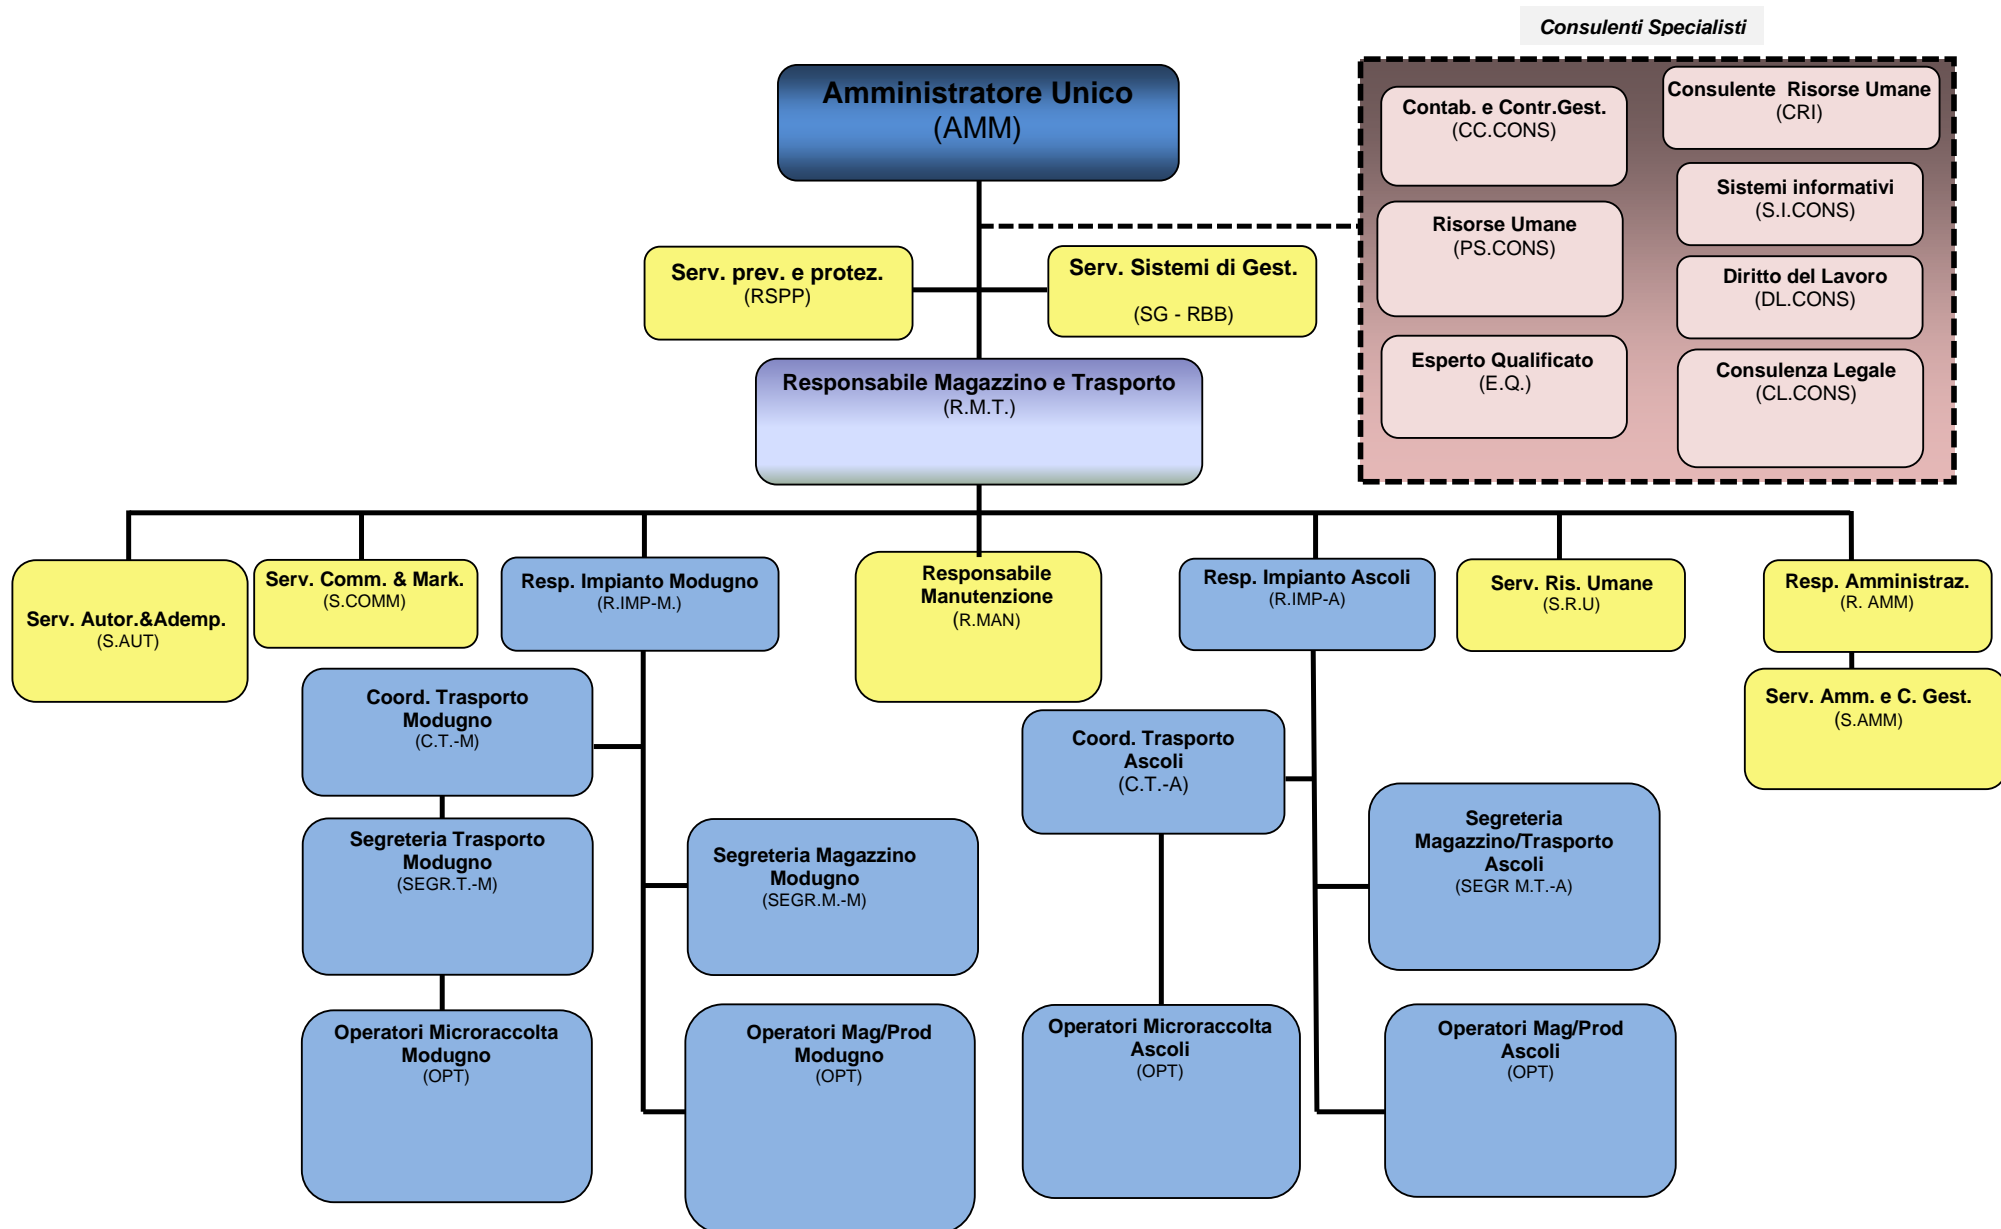 Consulenti Specialisti
Amministratore Unico
(AMM)
Contab. e Contr.Gest.
(CC.CONS)
Consulente Risorse Umane
(CRI)
Risorse Umane
(PS.CONS)
Sistemi informativi
(S.I.CONS)
Diritto del Lavoro
(DL.CONS)
Esperto Qualificato
(E.Q.)
Consulenza Legale
(CL.CONS)
Serv. prev. e protez.
(RSPP)
Serv. Sistemi di Gest.
(SG - RBB)
Responsabile Magazzino e Trasporto
(R.M.T.)
Serv. Autor.&Ademp.
(S.AUT)
Serv. Comm. & Mark.
(S.COMM)
Resp. Impianto Modugno
(R.IMP-M.)
Responsabile
Manutenzione
(R.MAN)
Resp. Impianto Ascoli
(R.IMP-A)
Serv. Ris. Umane
(S.R.U)
Resp. Amministraz.
(R. AMM)
Serv. Amm. e C. Gest.
(S.AMM)
Coord. Trasporto
Modugno
(C.T.-M)
Segreteria Trasporto
Modugno
(SEGR.T.-M)
Segreteria Magazzino
Modugno
(SEGR.M.-M)
Operatori Microraccolta
Modugno
(OPT)
Operatori Mag/Prod
Modugno
(OPT)
Coord. Trasporto
Ascoli
(C.T.-A)
Segreteria
Magazzino/Trasporto
Ascoli
(SEGR M.T.-A)
Operatori Microraccolta
Ascoli
(OPT)
Operatori Mag/Prod
Ascoli
(OPT)